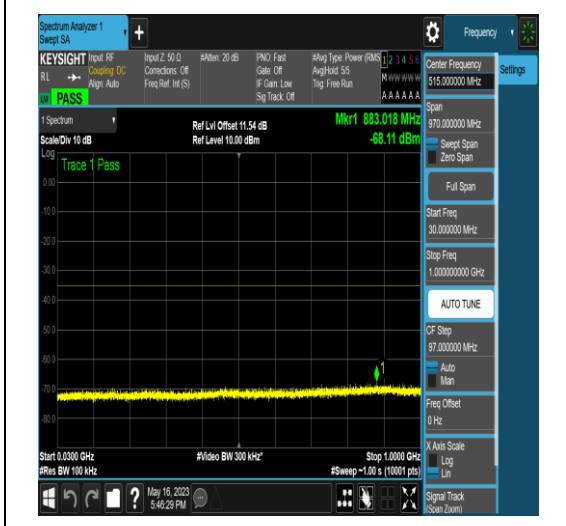 Spectrum Analyzer 1
Swept SA
Frequency
KEYSIGHT
Input: RF
Coupling: DC
Align: Auto
Input Z: 50 Ω
Corrections: Off
Freq Ref: Int (S)
#Atten: 20 dB
PNO: Fast
Gate: Off
IF Gain: Low
Sig Track: Off
#Avg Type: Power (RMS
Avg|Hold: 5/5
Trig: Free Run
1 2 3 4 5 6
M W W W W W
A A A A A A
RL
PASS
Center Frequency
515.000000 MHz
Settings
Span
970.000000 MHz
Swept Span
Zero Span
Full Span
Start Freq
30.000000 MHz
Stop Freq
1.000000000 GHz
AUTO TUNE
CF Step
97.000000 MHz
Auto
Man
Freq Offset
0 Hz
X Axis Scale
Log
Lin
Signal Track
(Span Zoom)
1 Spectrum
Scale/Div 10 dB
Ref Lvl Offset 11.54 dB
Ref Level 10.00 dBm
Mkr1 883.018 MHz
-68.11 dBm
Log
Trace 1 Pass
0.00
-10.0
-20.0
-30.0
-40.0
-50.0
-60.0
-70.0
-80.0
1
Start 0.0300 GHz
#Res BW 100 kHz
#Video BW 300 kHz*
Stop 1.0000 GHz
#Sweep ~1.00 s (10001 pts)
?
May 16, 2023
5:46:29 PM